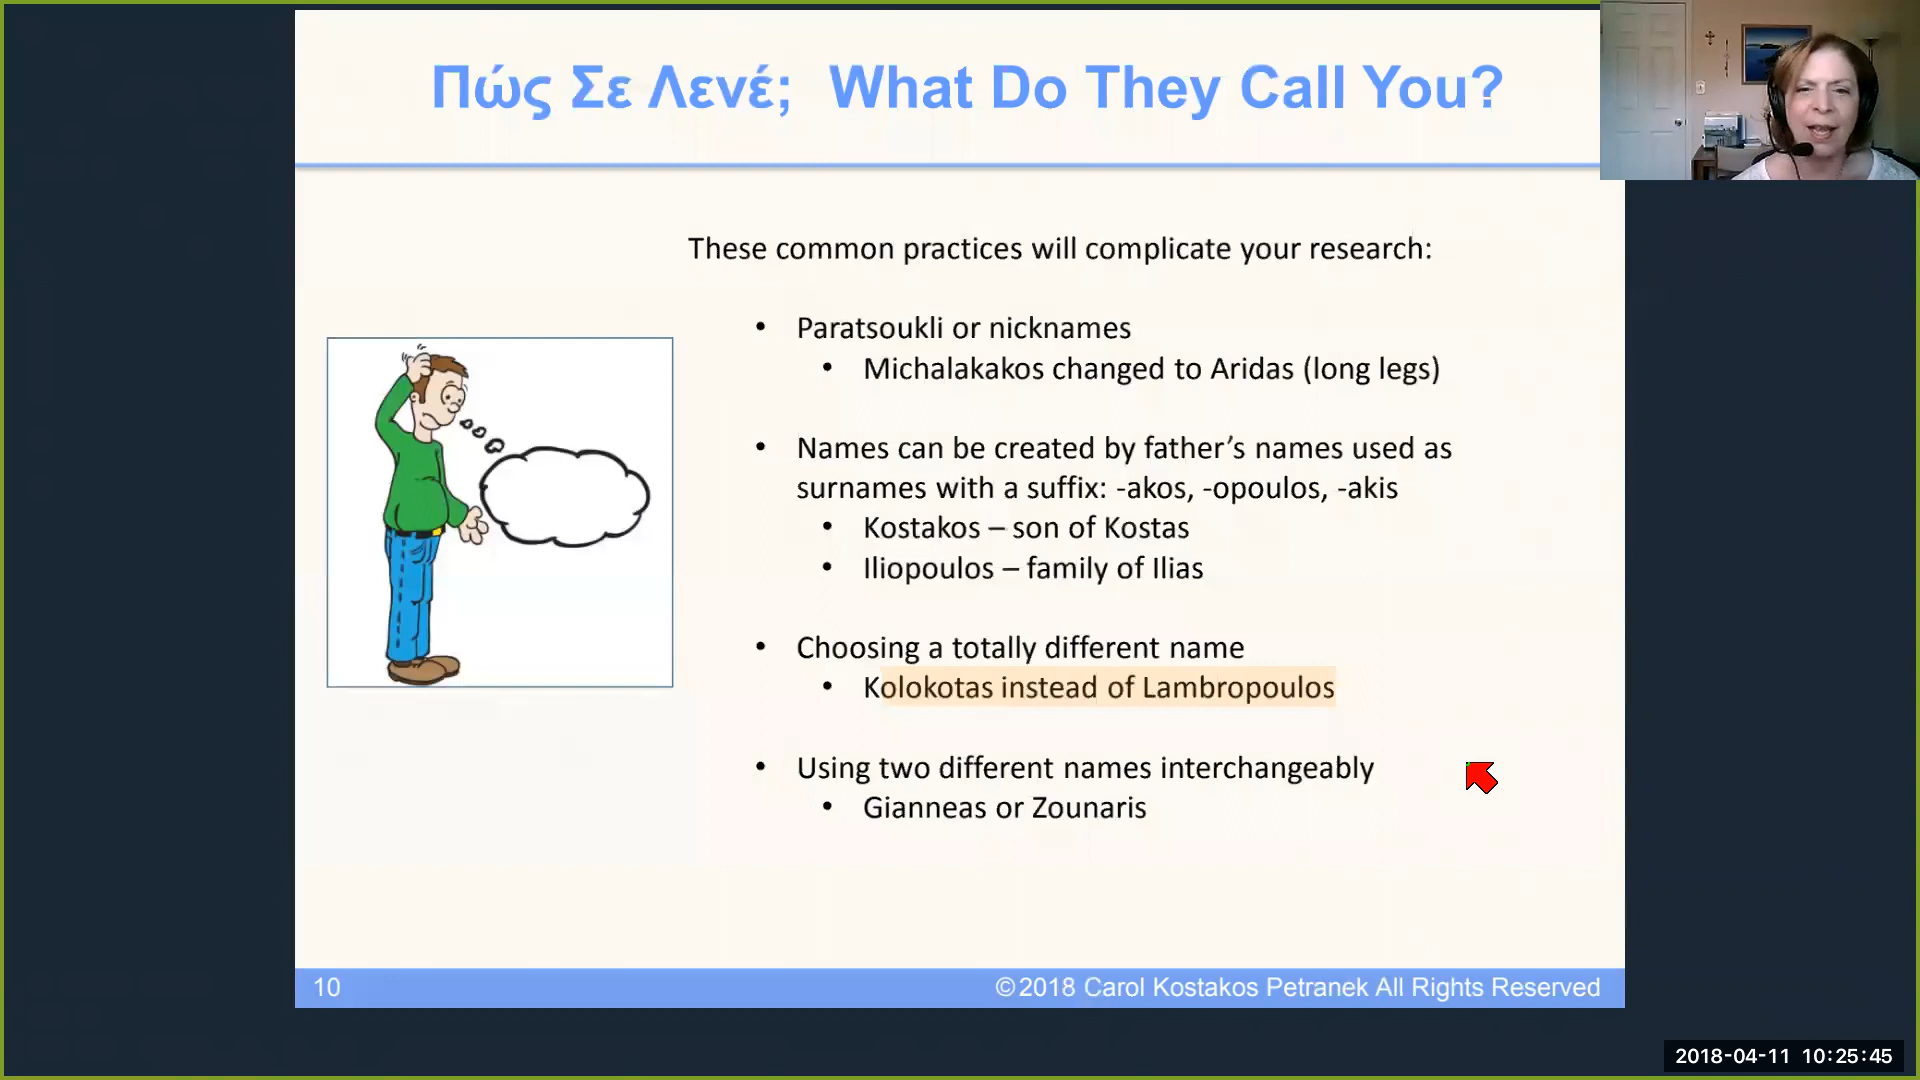 Πώς Σε Λενέ;  What Do They Call You?
These common practices will complicate your research:
• Paratsoukli or nicknames
• Michalakakos changed to Aridas (long legs)
• Names can be created by father’s names used as
surnames with a suffix: -akos, -opoulos, -akis
• Kostakos – son of Kostas
• Iliopoulos – family of Ilias
• Choosing a totally different name
• Kolokotas instead of Lambropoulos
• Using two different names interchangeably
• Gianneas or Zounaris
10
©2018 Carol Kostakos Petranek All Rights Reserved
2018-04-11 10:25:45